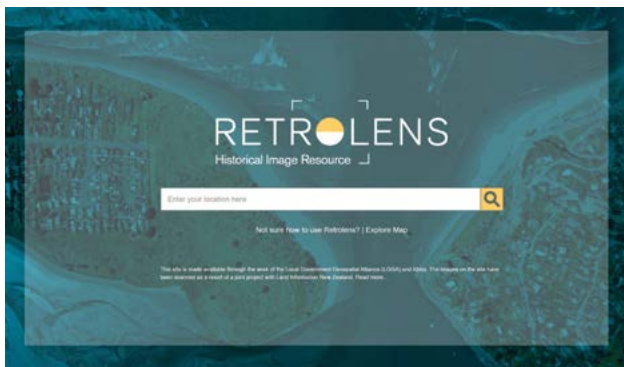 RETROLENS
Historical Image Resource
Enter your location here
Not sure how to use Retrolens? | Explore Map
This site is made available through the work of the Local Government Geospatial Alliance (LGGA) and The images on the site have
been scanned as a result of a joint project with Land Information New Zealand. Read more...